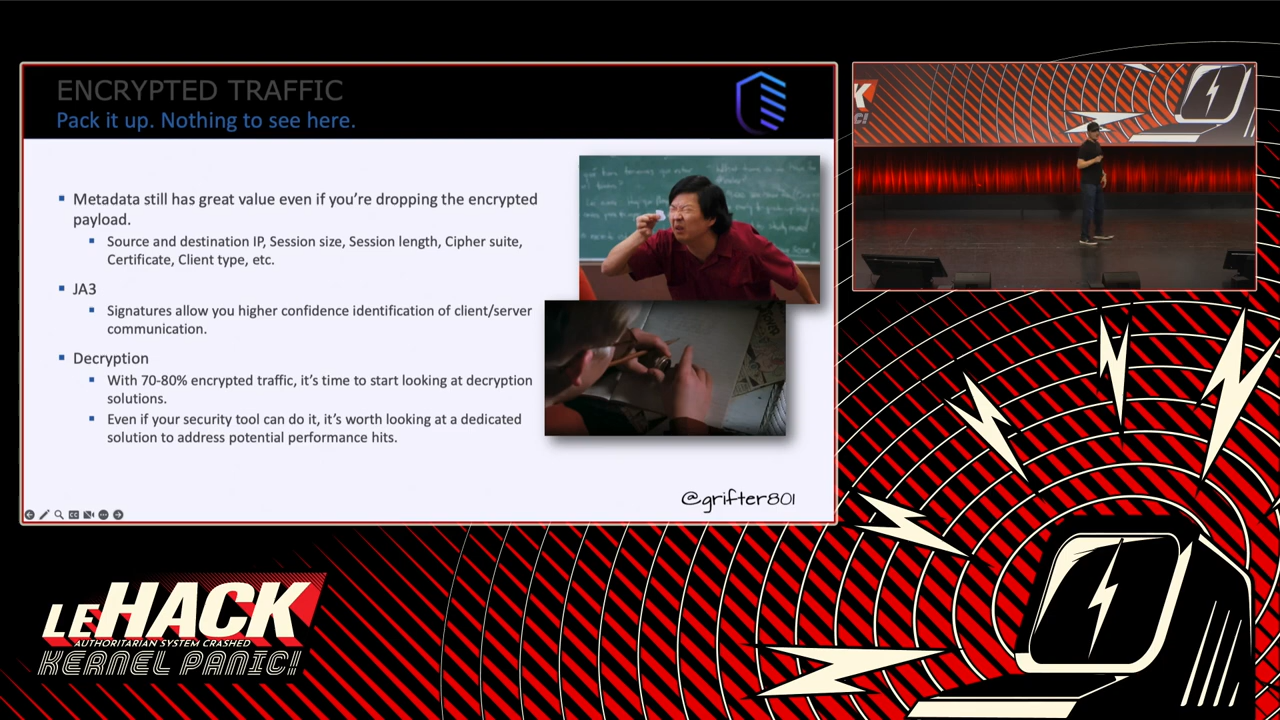 ENCRYPTED TRAFFIC
Pack it up. Nothing to see here.
Metadata still has great value even if you're dropping the encrypted
payload.
Source and destination IP, Session size, Session length, Cipher suite,
Certificate, Client type, etc.
JA3
Signatures allow you higher confidence identification of client/server
communication.
Decryption
With 70-80% encrypted traffic, it's time to start looking at decryption
solutions.
Even if your security tool can do it, it's worth looking at a dedicated
solution to address potential performance hits.
@grifter801
LEHACK
AUTHORITARIAN SYSTEM CRASHED
KERNEL PANIC!